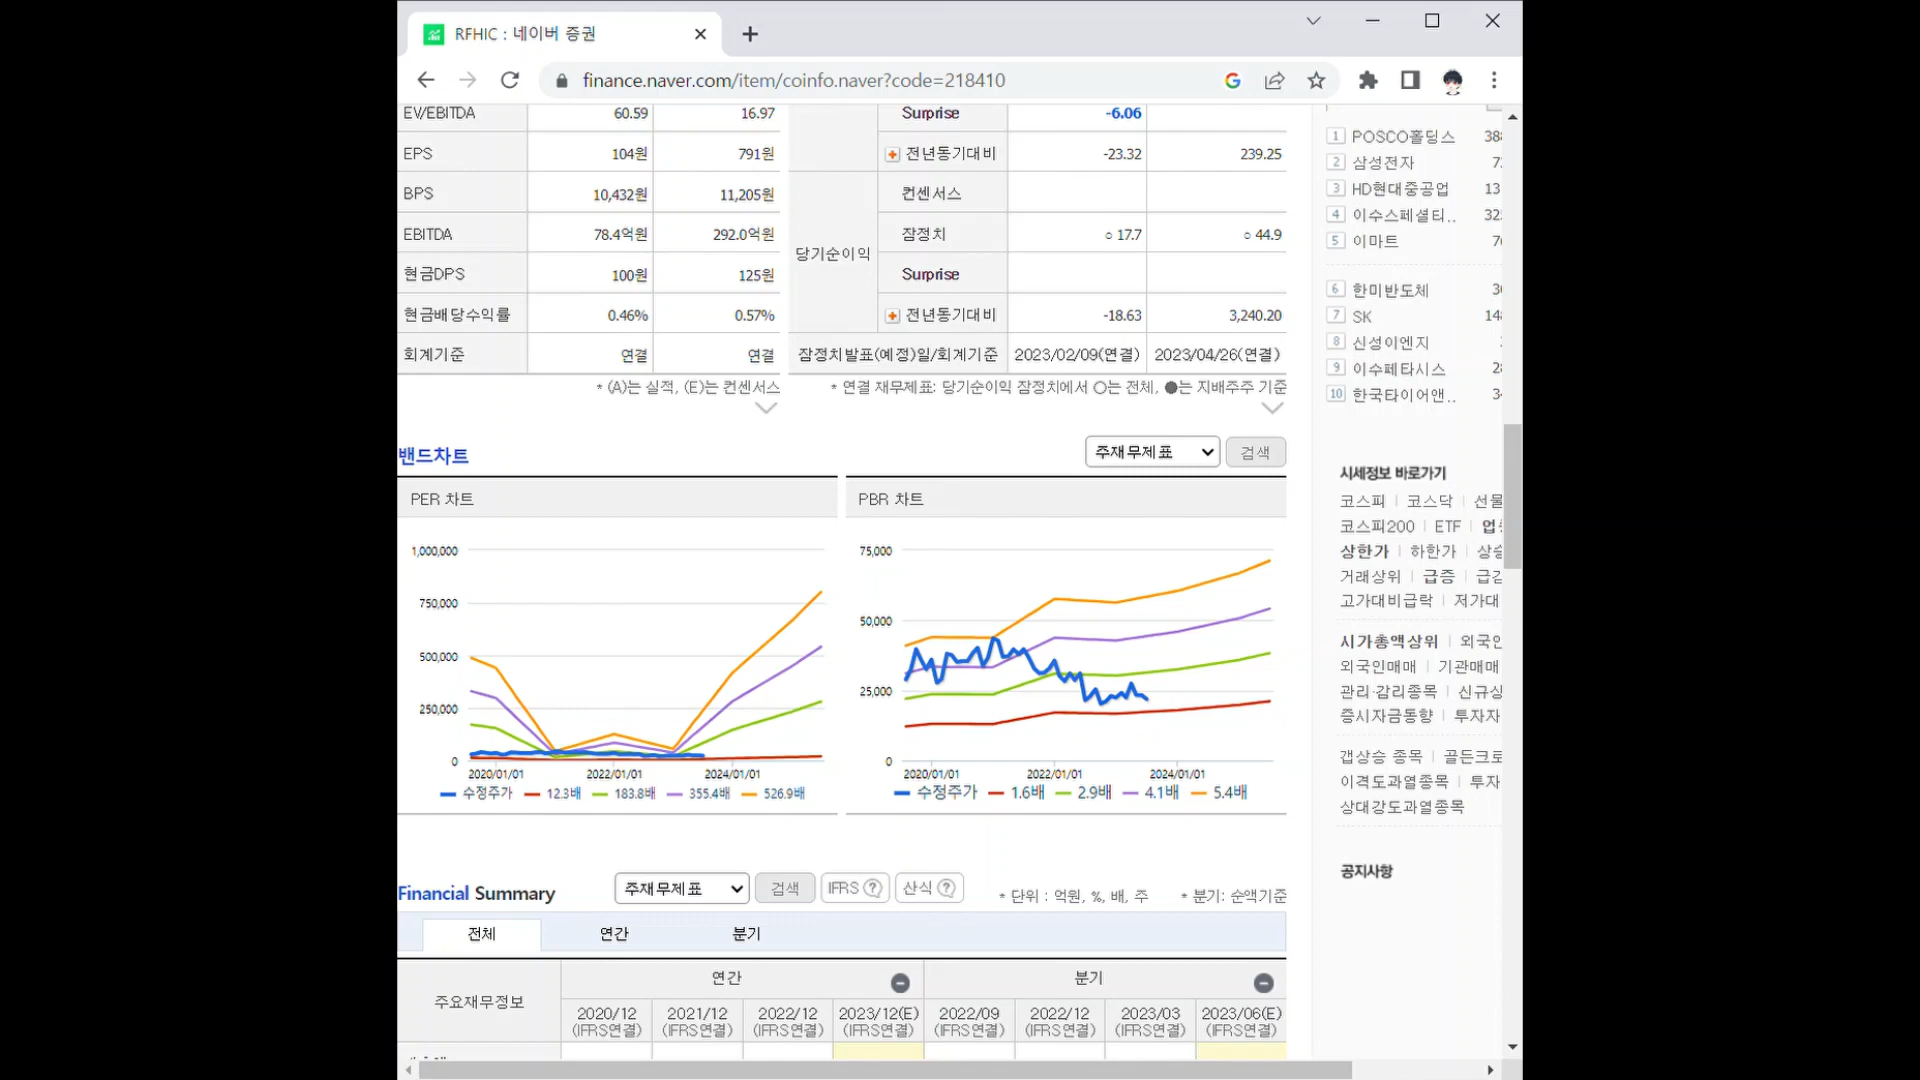 RFHIC : 네이버 증권
finance.naver.com/item/coinfo.naver?code=218410
EV/EBITDA 60.59 16.97
EPS 104원 791원
BPS 10,432원 11,205원
EBITDA 78.4억원 292.0억원
현금DPS 100원 125원
현금배당수익률 0.46% 0.57%
회계기준 연결 연결
* (A)는 실적, (E)는 컨센서스
Surprise -6.06
전년동기대비 -23.32 239.25
당기순이익
컨센서스
잠정치 ○ 17.7 ○ 44.9
Surprise
전년동기대비 -18.63 3,240.20
잠정치발표(예정)일/회계기준 2023/02/09(연결) 2023/04/26(연결)
* 연결 재무제표: 당기순이익 잠정치에서 ○는 전체, ●는 지배주주 기준
밴드차트 주재무제표 검색
PER 차트
1,000,000
750,000
500,000
250,000
0
2020/01/01 2022/01/01 2024/01/01
수정주가 12.3배 183.8배 355.4배 526.9배
PBR 차트
75,000
50,000
25,000
0
2020/01/01 2022/01/01 2024/01/01
수정주가 1.6배 2.9배 4.1배 5.4배
Financial Summary 주재무제표 검색 IFRS ? 산식 ? * 단위 : 억원, %, 배, 주 * 분기: 순액기준
전체 연간 분기
주요재무정보 연간 분기
2020/12 2021/12 2022/12 2023/12(E) 2022/09 2022/12 2023/03 2023/06(E)
(IFRS연결) (IFRS연결) (IFRS연결) (IFRS연결) (IFRS연결) (IFRS연결) (IFRS연결) (IFRS연결)
1 POSCO홀딩스
2 삼성전자
3 HD현대중공업
4 이수스페셜티..
5 이마트
6 한미반도체
7 SK
8 신성이엔지
9 이수페타시스
10 한국타이어앤..
시세정보 바로가기
코스피 코스닥 선물
코스피200 ETF
상한가 하한가
거래상위 급증
고가대비급락 저가대
시가총액상위 외국인
외국인매매 기관매매
관리·감리종목 신규상
증시자금동향 투자자
갭상승 종목 골든크로
이격도과열종목 투자
상대강도과열종목
공지사항